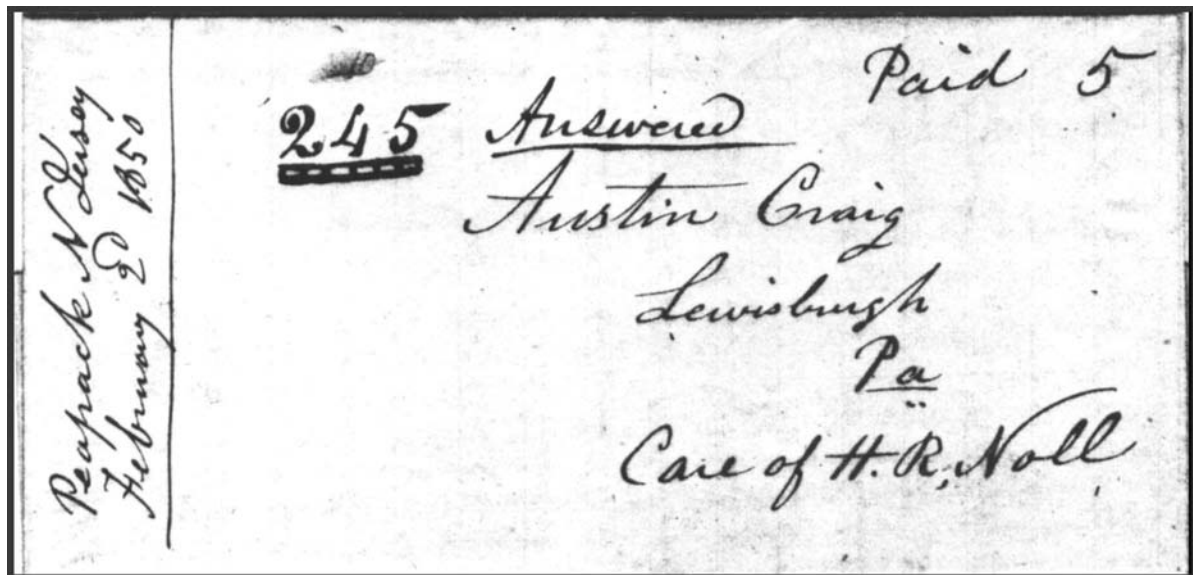 Peapack N Jersey
February 2D 1850
Paid 5
245 Answered
Austin Craig
Lewisburgh
Pa
Care of H. R. Noll